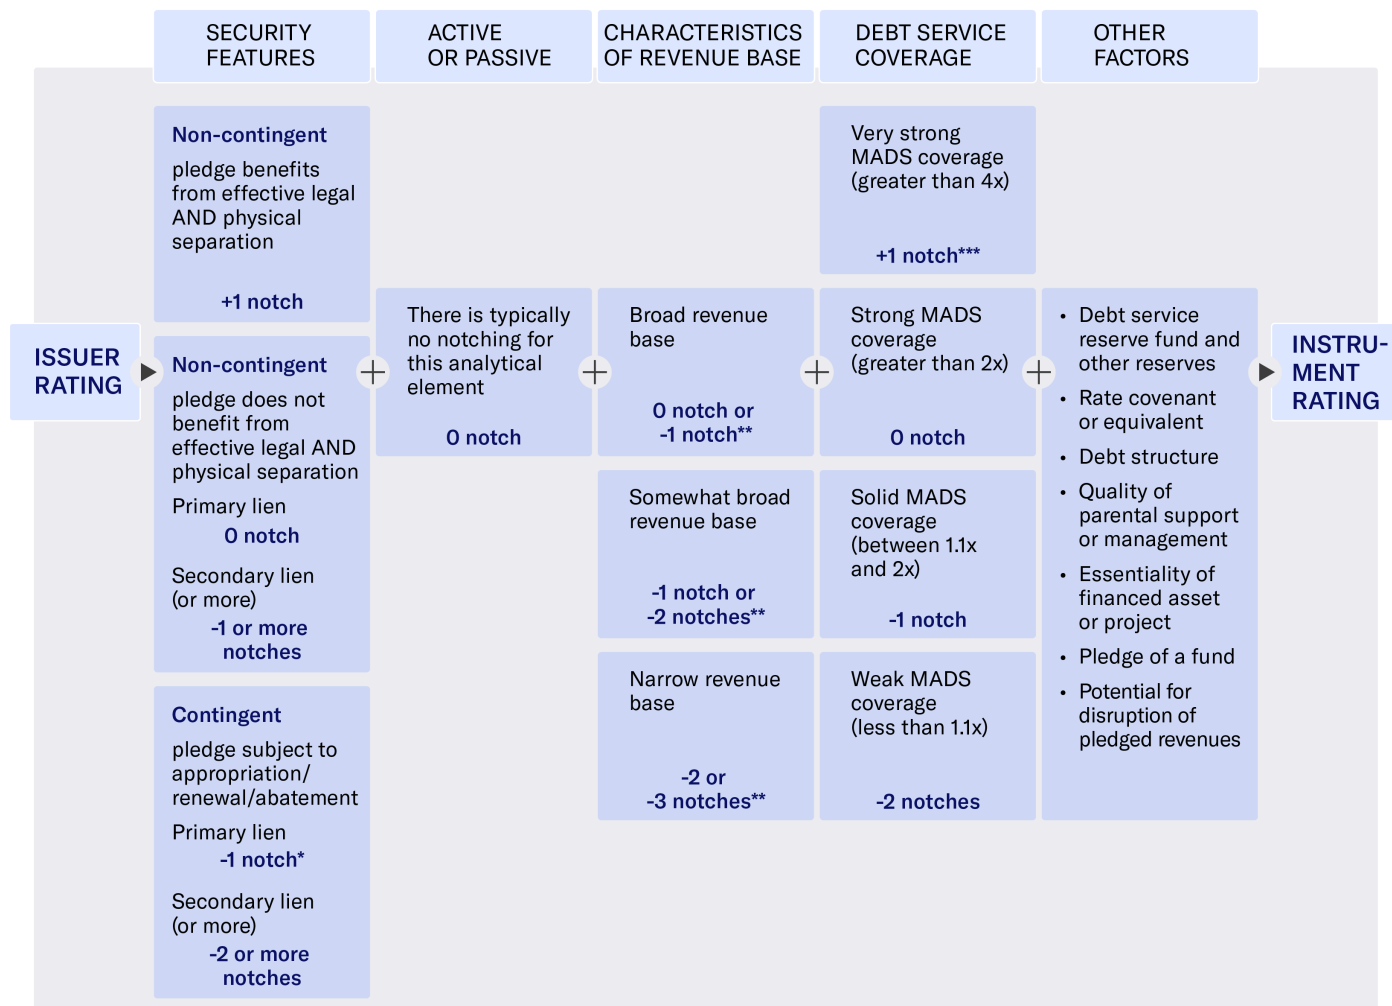 SECURITY
FEATURES
ACTIVE
OR PASSIVE
CHARACTERISTICS
OF REVENUE BASE
DEBT SERVICE
COVERAGE
OTHER
FACTORS
ISSUER
RATING
Non-contingent
pledge benefits
from effective legal
AND physical
separation
+1 notch
Non-contingent
pledge does not
benefit from
effective legal AND
physical separation
Primary lien
0 notch
Secondary lien
(or more)
-1 or more
notches
Contingent
pledge subject to
appropriation/
renewal/abatement
Primary lien
-1 notch*
Secondary lien
(or more)
-2 or more
notches
There is typically
no notching for
this analytical
element
0 notch
Broad revenue
base
0 notch or
-1 notch**
Somewhat broad
revenue base
-1 notch or
-2 notches**
Narrow revenue
base
-2 or
-3 notches**
Very strong
MADS coverage
(greater than 4x)
+1 notch***
Strong MADS
coverage
(greater than 2x)
0 notch
Solid MADS
coverage
(between 1.1x
and 2x)
-1 notch
Weak MADS
coverage
(less than 1.1x)
-2 notches
• Debt service
reserve fund and
other reserves
• Rate covenant
or equivalent
• Debt structure
• Quality of
parental support
or management
• Essentiality of
financed asset
or project
• Pledge of a fund
• Potential for
disruption of
pledged revenues
INSTRU-
MENT
RATING